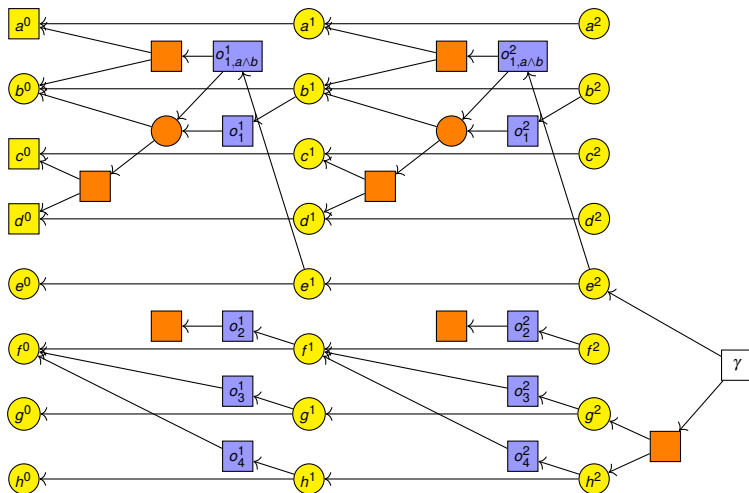 a⁰ a¹ a²
o¹₁,ₐ∧b o²₁,ₐ∧b
b⁰ b¹ b²
o¹₁ o²₁
c⁰ c¹ c²
d⁰ d¹ d²
e⁰ e¹ e²
o¹₂ o²₂
f⁰ f¹ f²
γ
o¹₃ o²₃
g⁰ g¹ g²
o¹₄ o²₄
h⁰ h¹ h²